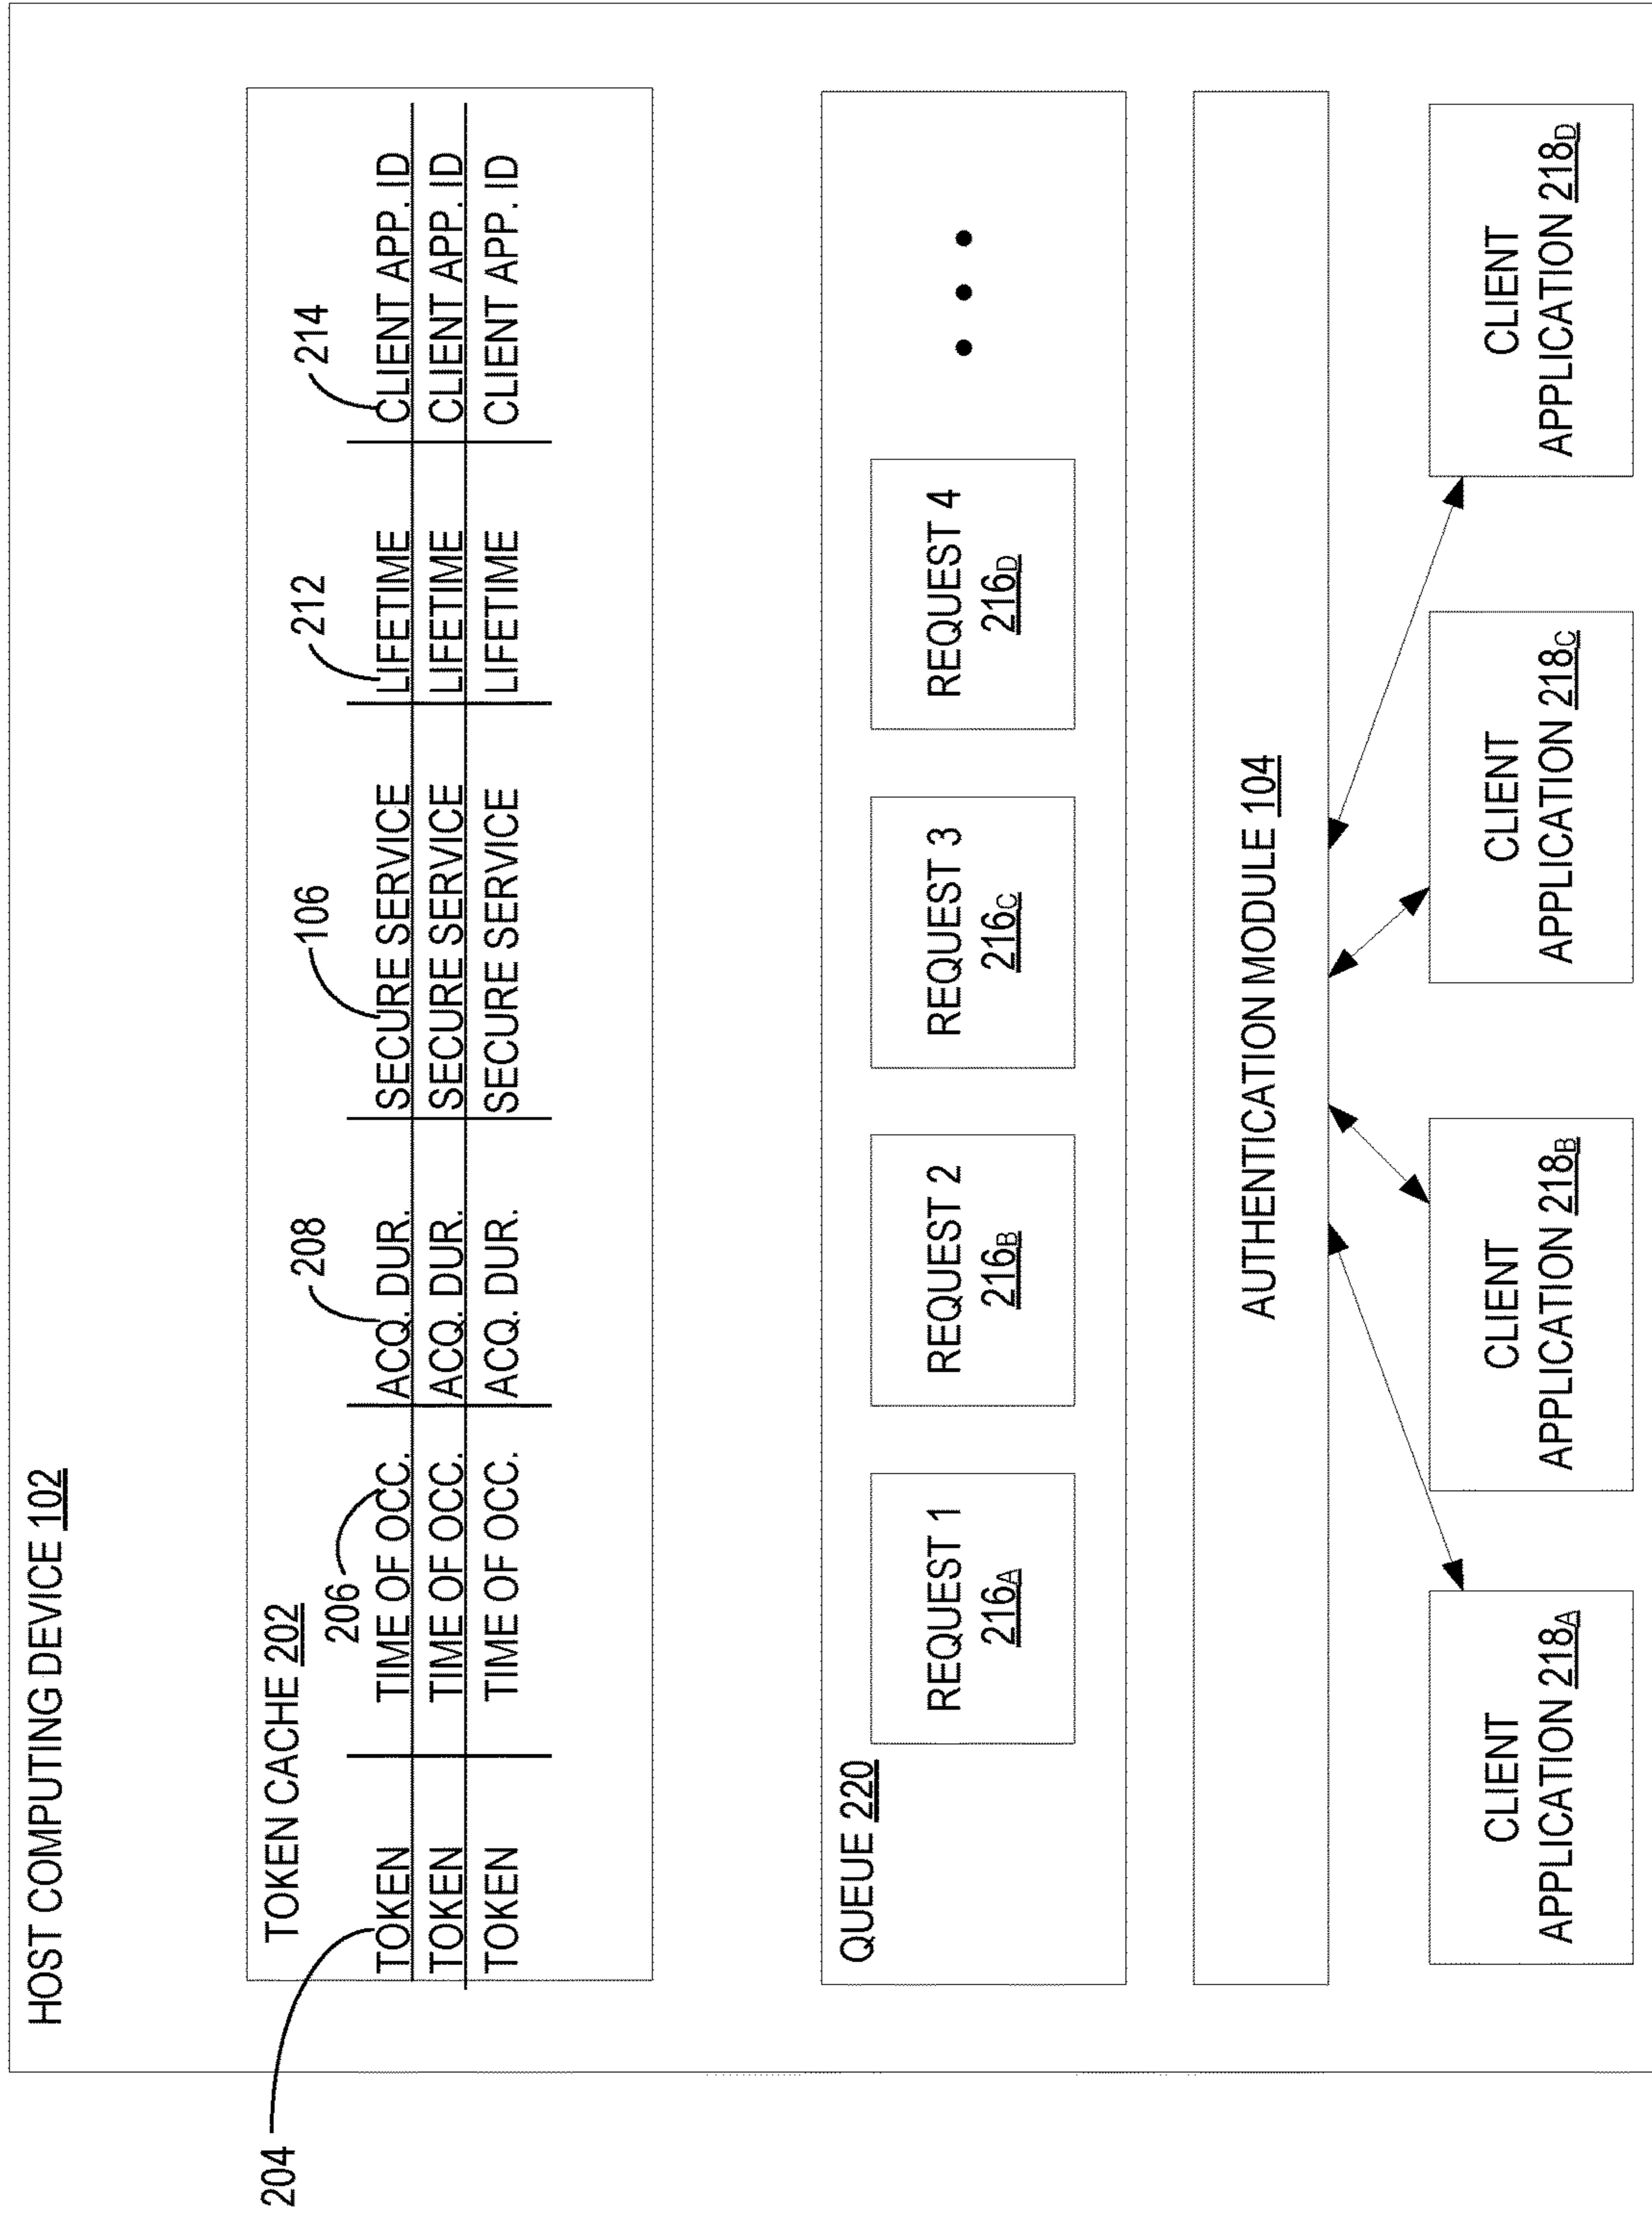 HOST COMPUTING DEVICE 102
TOKEN CACHE 202
204
206
208
106
212
214
TOKEN TIME OF OCC. ACQ. DUR. SECURE SERVICE LIFETIME CLIENT APP. ID
TOKEN TIME OF OCC. ACQ. DUR. SECURE SERVICE LIFETIME CLIENT APP. ID
TOKEN TIME OF OCC. ACQ. DUR. SECURE SERVICE LIFETIME CLIENT APP. ID
QUEUE 220
REQUEST 1
216A
REQUEST 2
216B
REQUEST 3
216C
REQUEST 4
216D
AUTHENTICATION MODULE 104
CLIENT
APPLICATION 218A
CLIENT
APPLICATION 218B
CLIENT
APPLICATION 218C
CLIENT
APPLICATION 218D